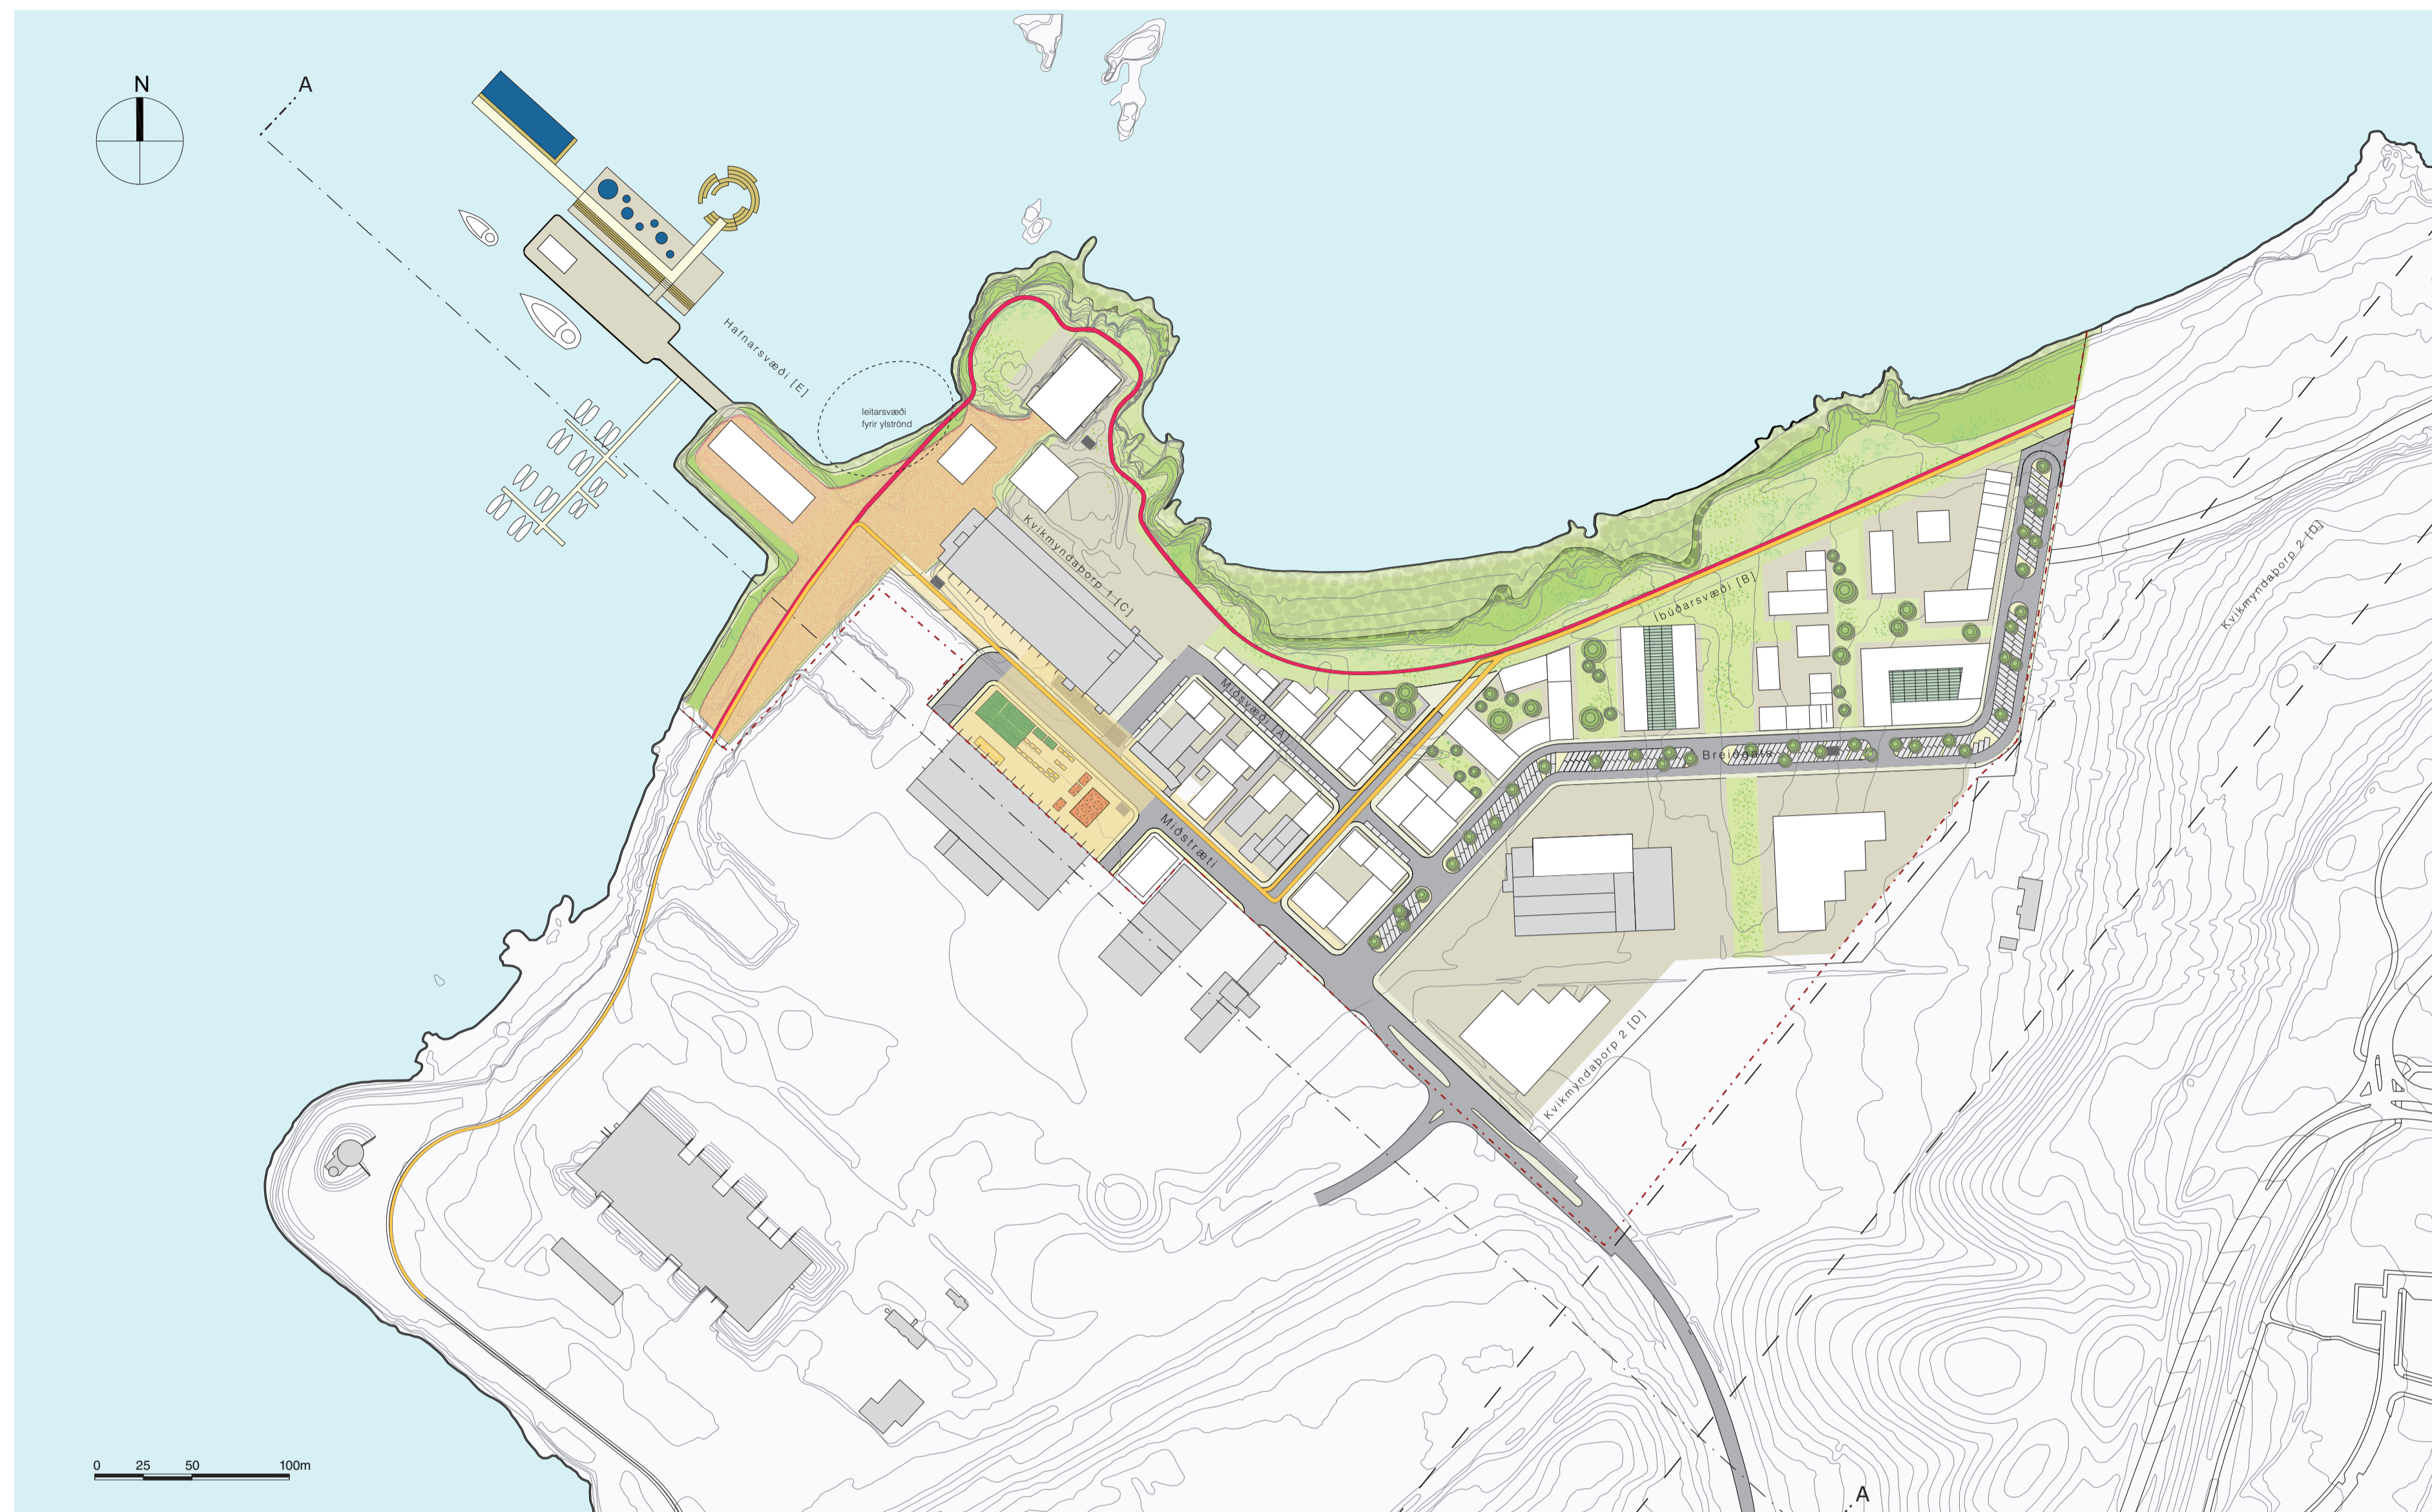 N
A
Hafnarsvæði [E]
leitarsvæði
fyrir ylströnd
Kvikmyndaþorp 1 [C]
Íbúðarsvæði [B]
Kvikmyndaþorp 2 [D]
Miðsvæði [A]
Breiðgata
Miðstræti
Kvikmyndaþorp 2 [D]
0 25 50 100m
A